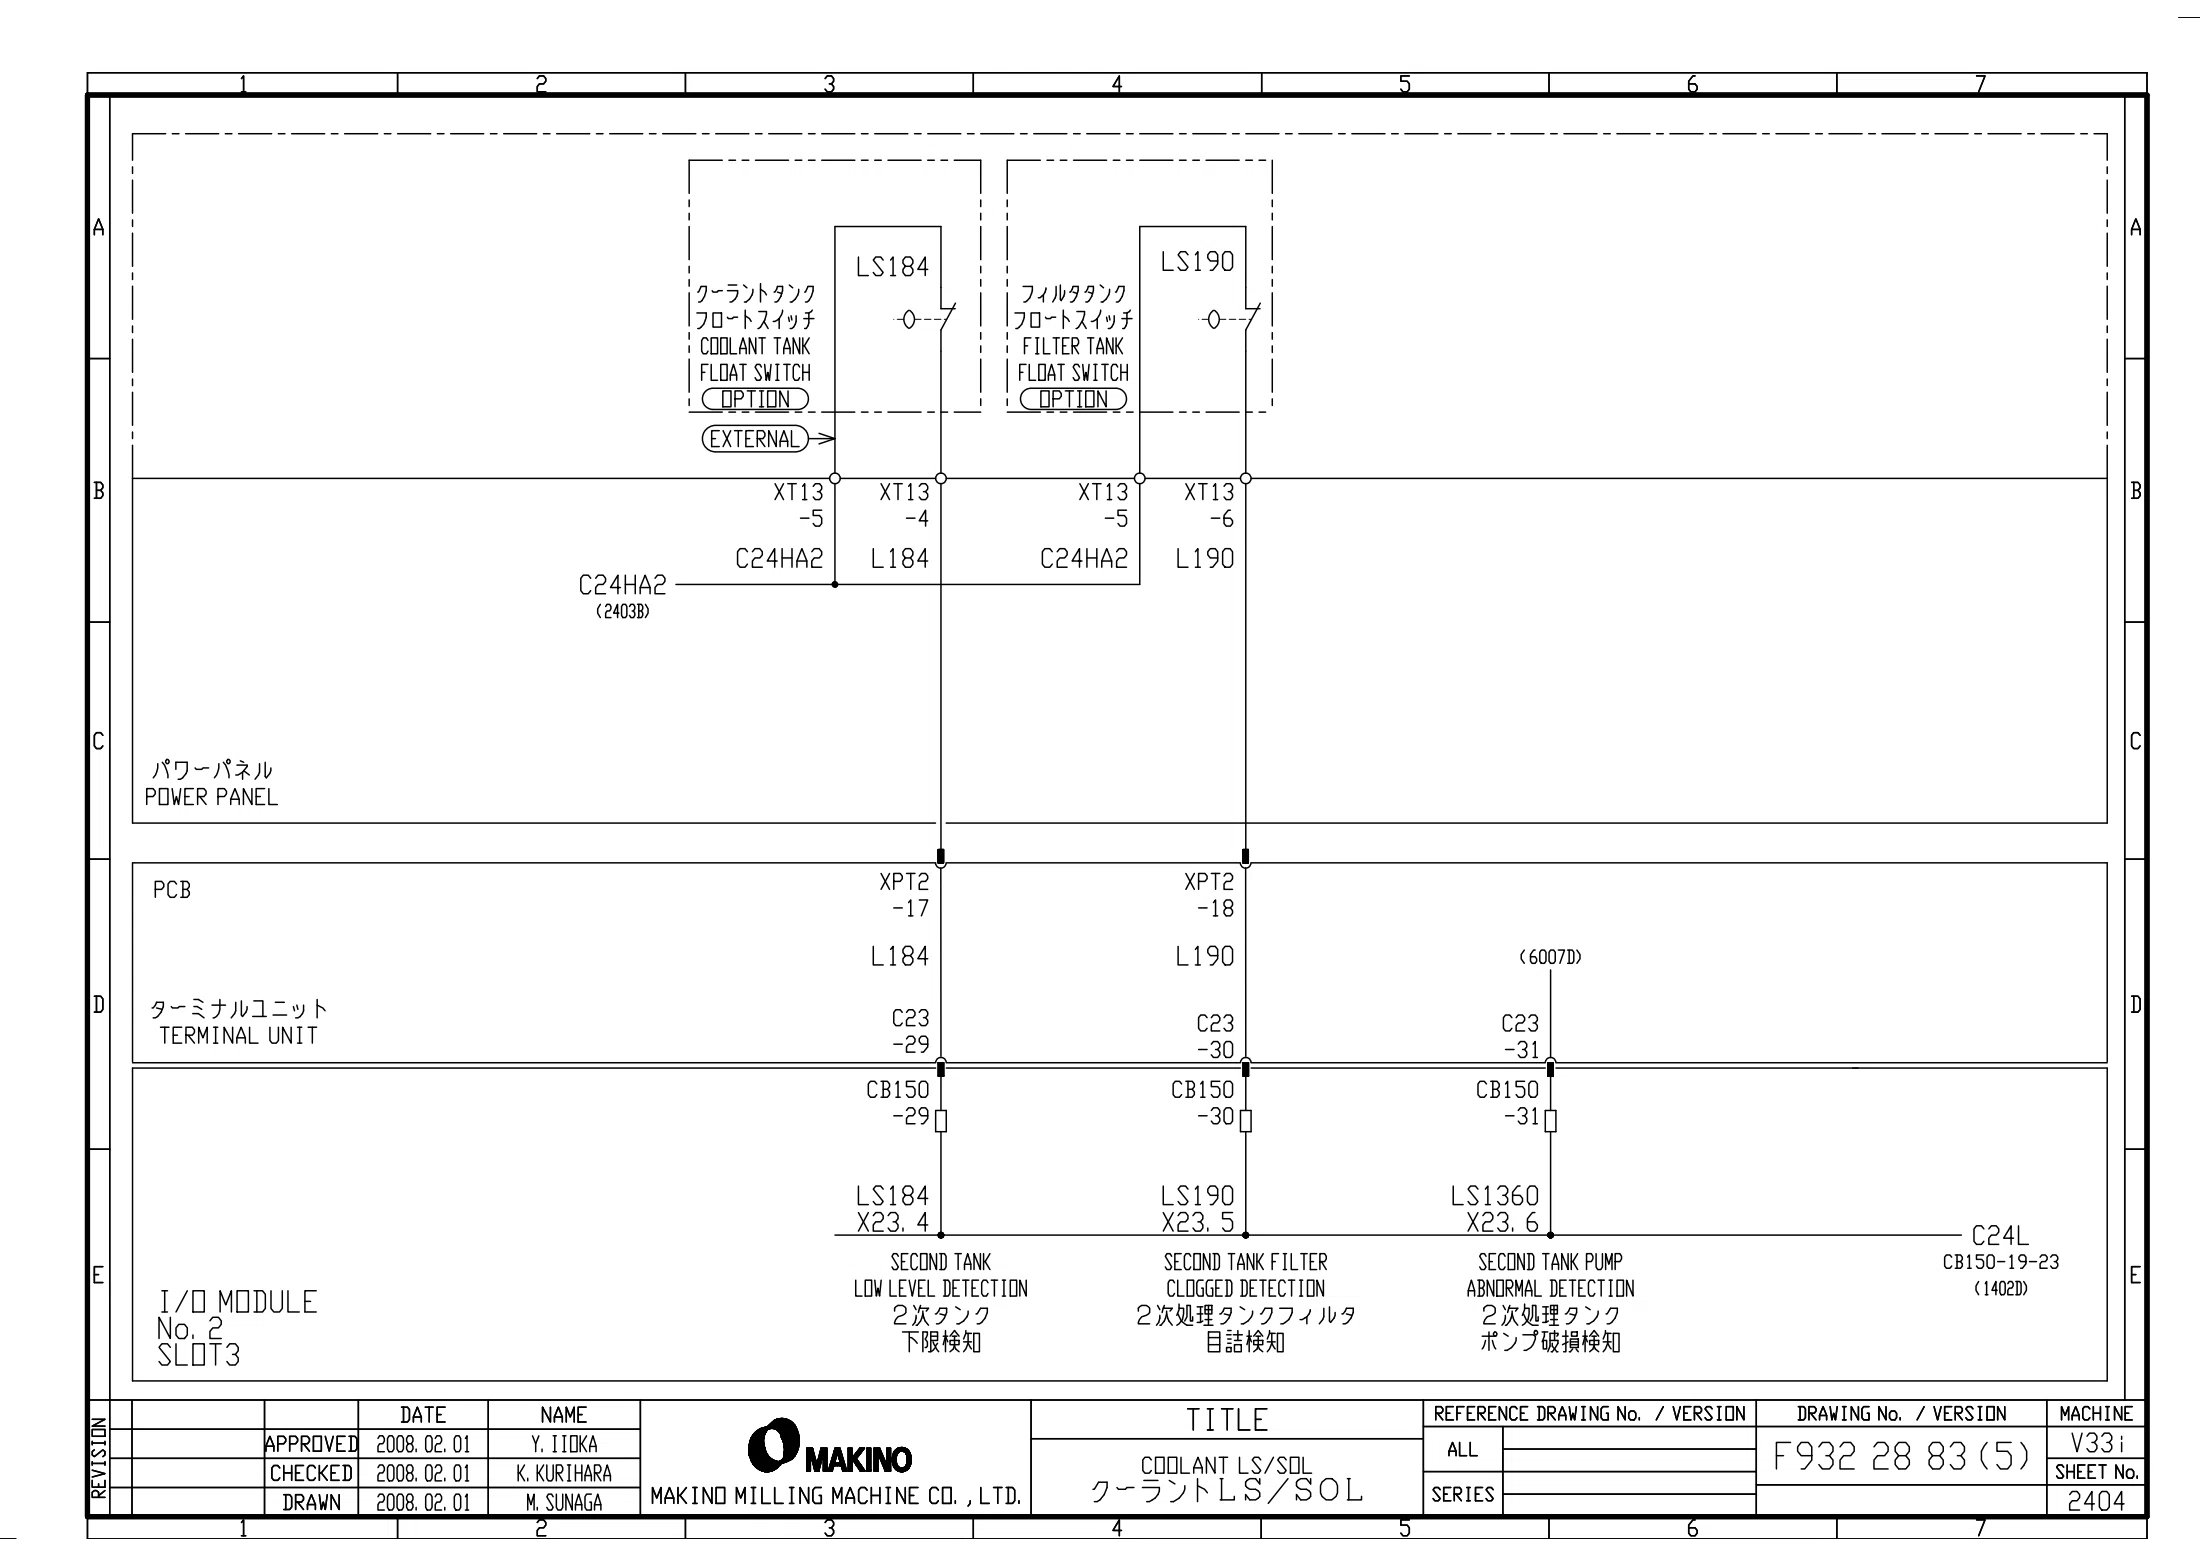 1 2 3 4 5 6 7
A
A
LS184
LS190
クーラントタンク
フロートスイッチ
COOLANT TANK
FLOAT SWITCH
OPTION
フィルタタンク
フロートスイッチ
FILTER TANK
FLOAT SWITCH
OPTION
EXTERNAL
B
B
XT13
-5
XT13
-4
XT13
-5
XT13
-6
C24HA2
L184
C24HA2
L190
C24HA2
(2403B)
C
C
パワーパネル
POWER PANEL
PCB
XPT2
-17
XPT2
-18
L184
L190
(6007D)
D
D
ターミナルユニット
TERMINAL UNIT
C23
-29
C23
-30
C23
-31
CB150
-29
CB150
-30
CB150
-31
LS184
X23.4
LS190
X23.5
LS1360
X23.6
C24L
CB150-19-23
(1402D)
E
E
SECOND TANK
LOW LEVEL DETECTION
2次タンク
下限検知
SECOND TANK FILTER
CLOGGED DETECTION
2次処理タンクフィルタ
目詰検知
SECOND TANK PUMP
ABNORMAL DETECTION
2次処理タンク
ポンプ破損検知
I/O MODULE
No.2
SLOT3
REVISION
DATE NAME
APPROVED 2008.02.01 Y.IIOKA
CHECKED 2008.02.01 K.KURIHARA
DRAWN 2008.02.01 M.SUNAGA
MAKINO
MAKINO MILLING MACHINE CO.,LTD.
TITLE
COOLANT LS/SOL
クーラントLS/SOL
REFERENCE DRAWING No. / VERSION
ALL
SERIES
DRAWING No. / VERSION
F932 28 83(5)
MACHINE
V33i
SHEET No.
2404
1 2 3 4 5 6 7